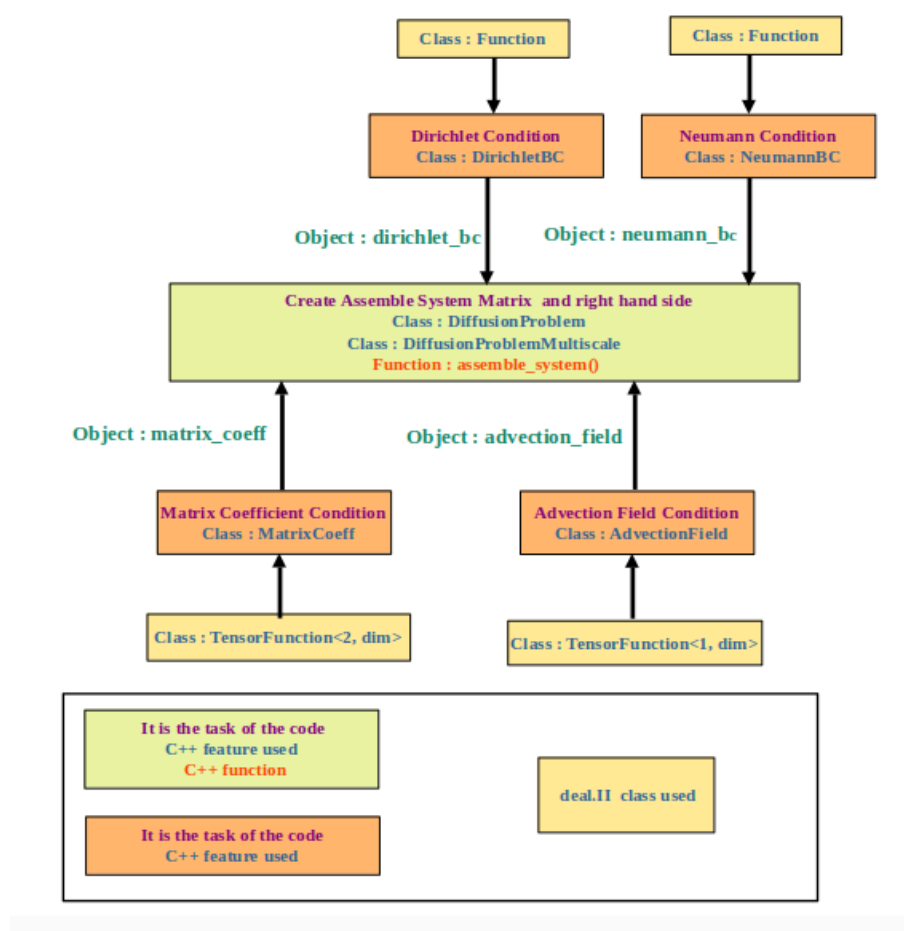 Class : Function
Class : Function
Dirichlet Condition
Class : DirichletBC
Neumann Condition
Class : NeumannBC
Object : dirichlet_bc
Object : neumann_bc
Create Assemble System Matrix and right hand side
Class : DiffusionProblem
Class : DiffusionProblemMultiscale
Function : assemble_system()
Object : matrix_coeff
Object : advection_field
Matrix Coefficient Condition
Class : MatrixCoeff
Advection Field Condition
Class : AdvectionField
Class : TensorFunction<2, dim>
Class : TensorFunction<1, dim>
It is the task of the code
C++ feature used
C++ function
deal.II class used
It is the task of the code
C++ feature used